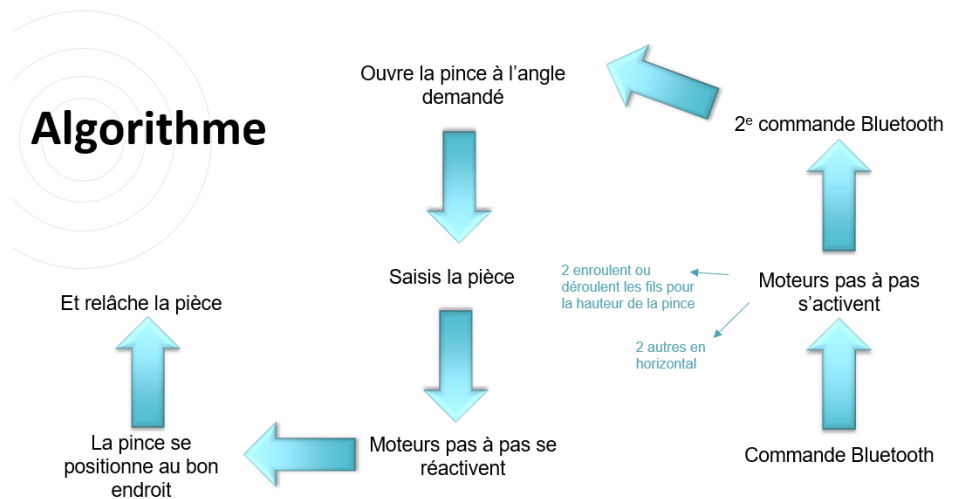 Algorithme
Ouvre la pince à l’angle
demandé
2e commande Bluetooth
Saisis la pièce
2 enroulent ou
déroulent les fils pour
la hauteur de la pince
Moteurs pas à pas
s’activent
Et relâche la pièce
2 autres en
horizontal
La pince se
positionne au bon
endroit
Moteurs pas à pas se
réactivent
Commande Bluetooth